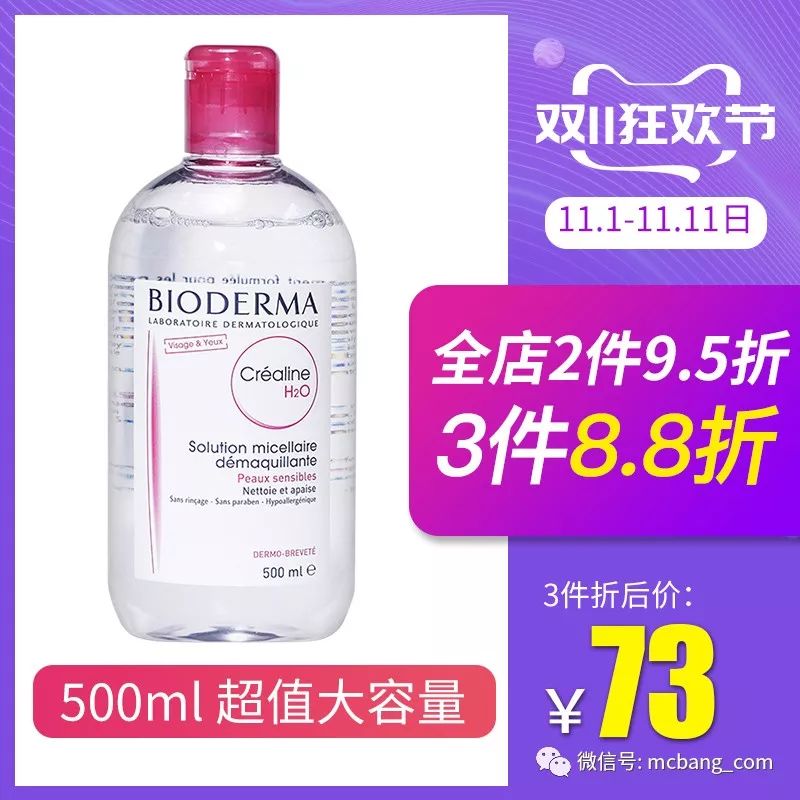 双11狂欢节
11.1-11.11日
BIODERMA
LABORATOIRE DERMATOLOGIQUE
Visage & Yeux
Créaline
H2O
Solution micellaire
démaquillante
Peaux sensibles
Nettoie et apaise
Sans rinçage - Sans paraben - Hypoallergénique
DERMO-BREVETÉ
500 ml e
全店2件9.5折
3件8.8折
3件折后价:
¥73
500ml 超值大容量
微信号: mcbang_com